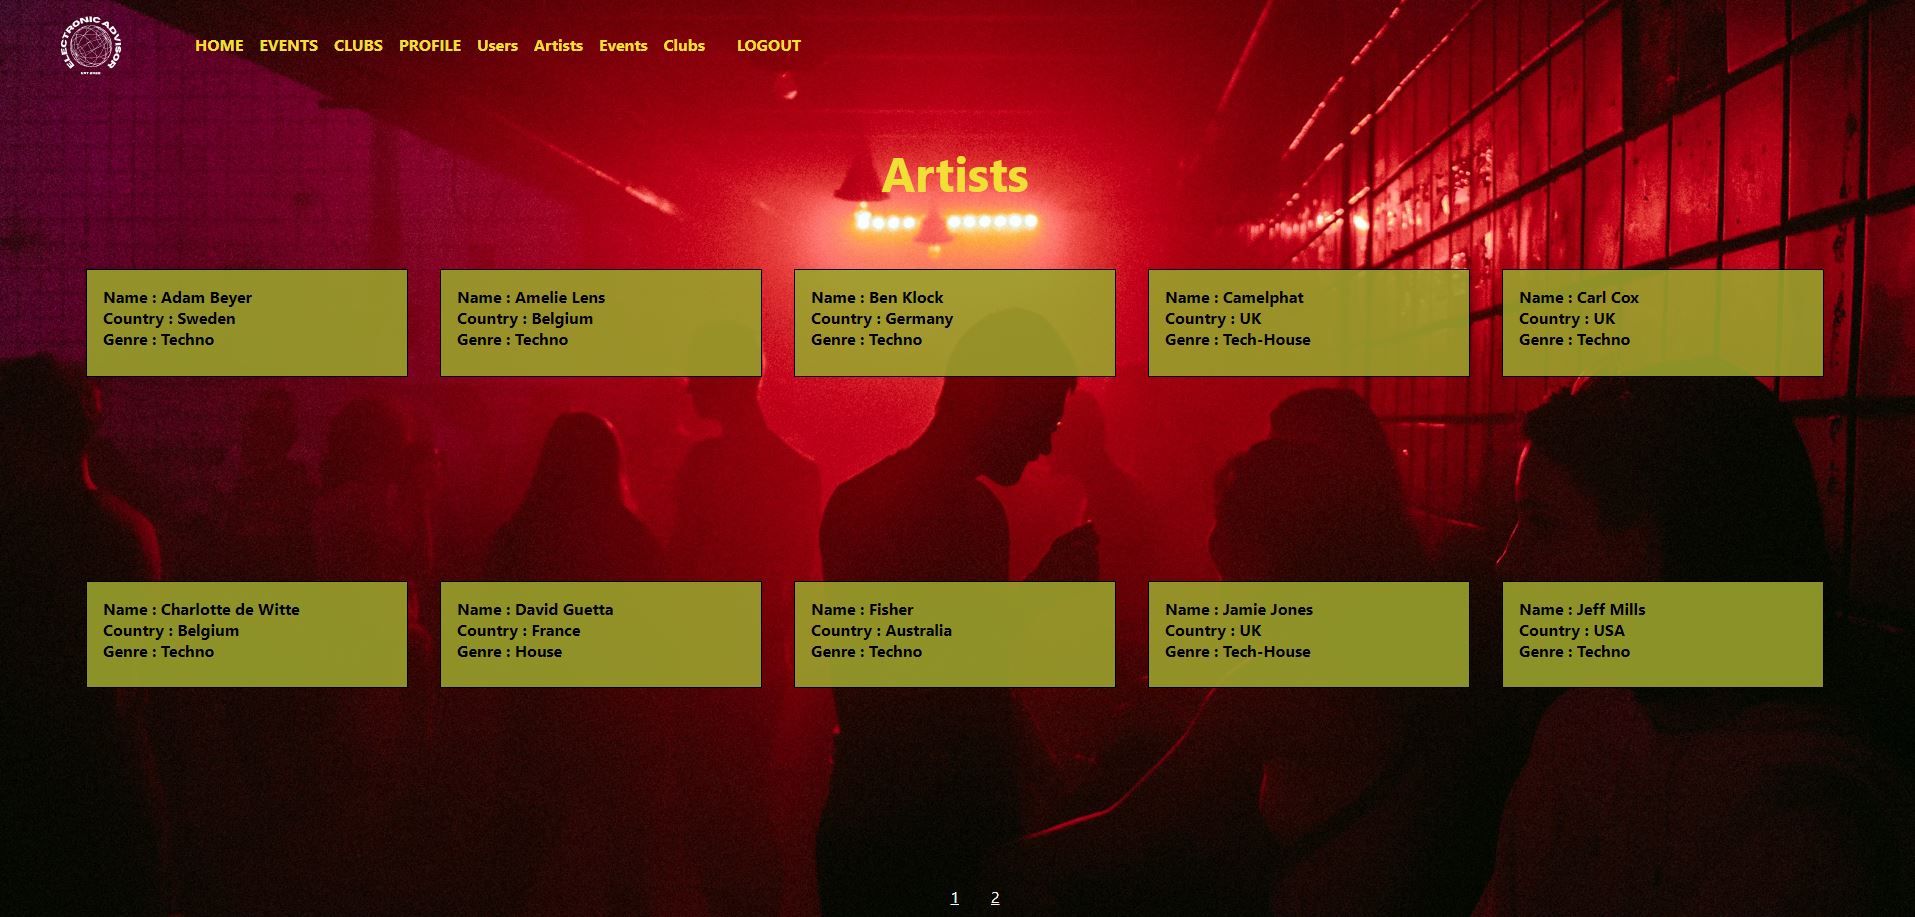 ELECTRONIC ADVISOR
HOME EVENTS CLUBS PROFILE Users Artists Events Clubs LOGOUT
Artists
Name : Adam Beyer
Country : Sweden
Genre : Techno
Name : Amelie Lens
Country : Belgium
Genre : Techno
Name : Ben Klock
Country : Germany
Genre : Techno
Name : Camelphat
Country : UK
Genre : Tech-House
Name : Carl Cox
Country : UK
Genre : Techno
Name : Charlotte de Witte
Country : Belgium
Genre : Techno
Name : David Guetta
Country : France
Genre : House
Name : Fisher
Country : Australia
Genre : Techno
Name : Jamie Jones
Country : UK
Genre : Tech-House
Name : Jeff Mills
Country : USA
Genre : Techno
1 2